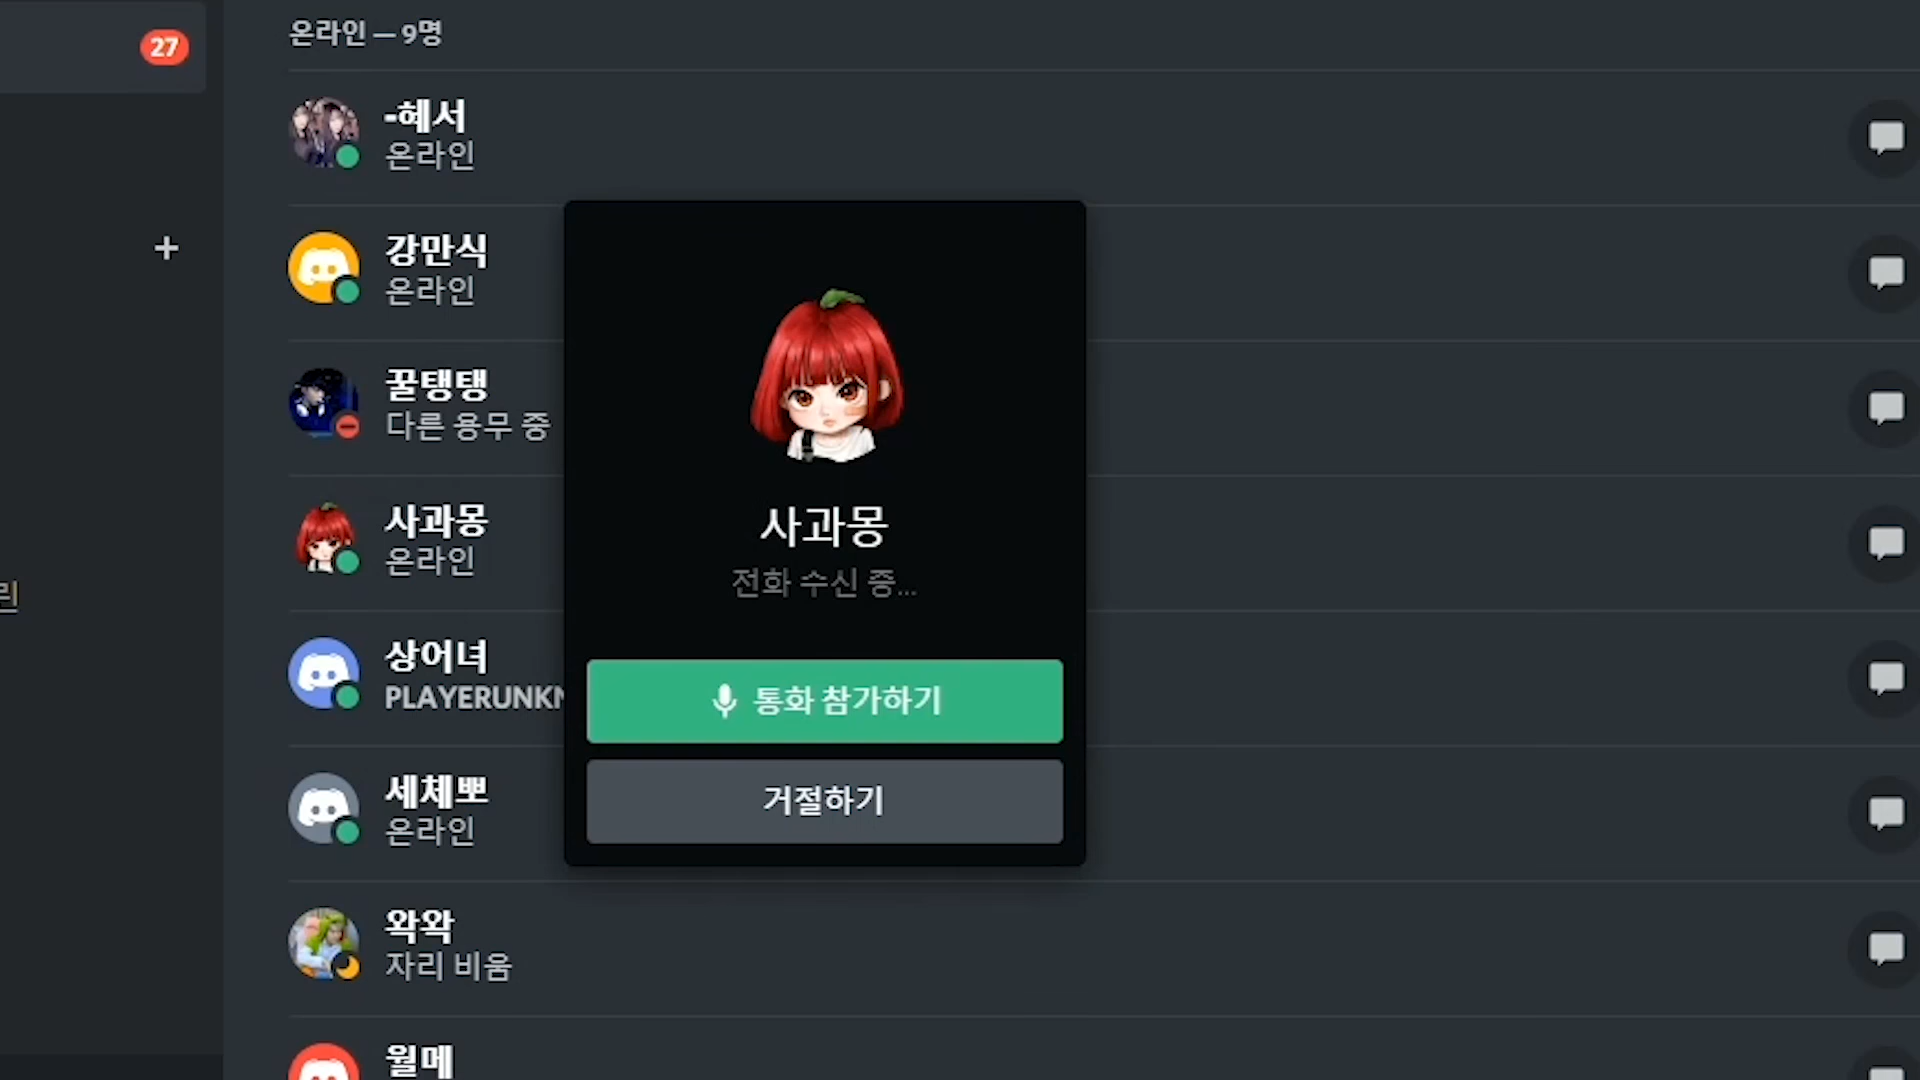 27
온라인 — 9명
-혜서
온라인
강만식
온라인
꿀탱탱
다른 용무 중
사과몽
온라인
상어녀
PLAYERUNKN
세체뽀
온라인
왁왁
자리 비움
월메
사과몽
전화 수신 중...
통화 참가하기
거절하기
린